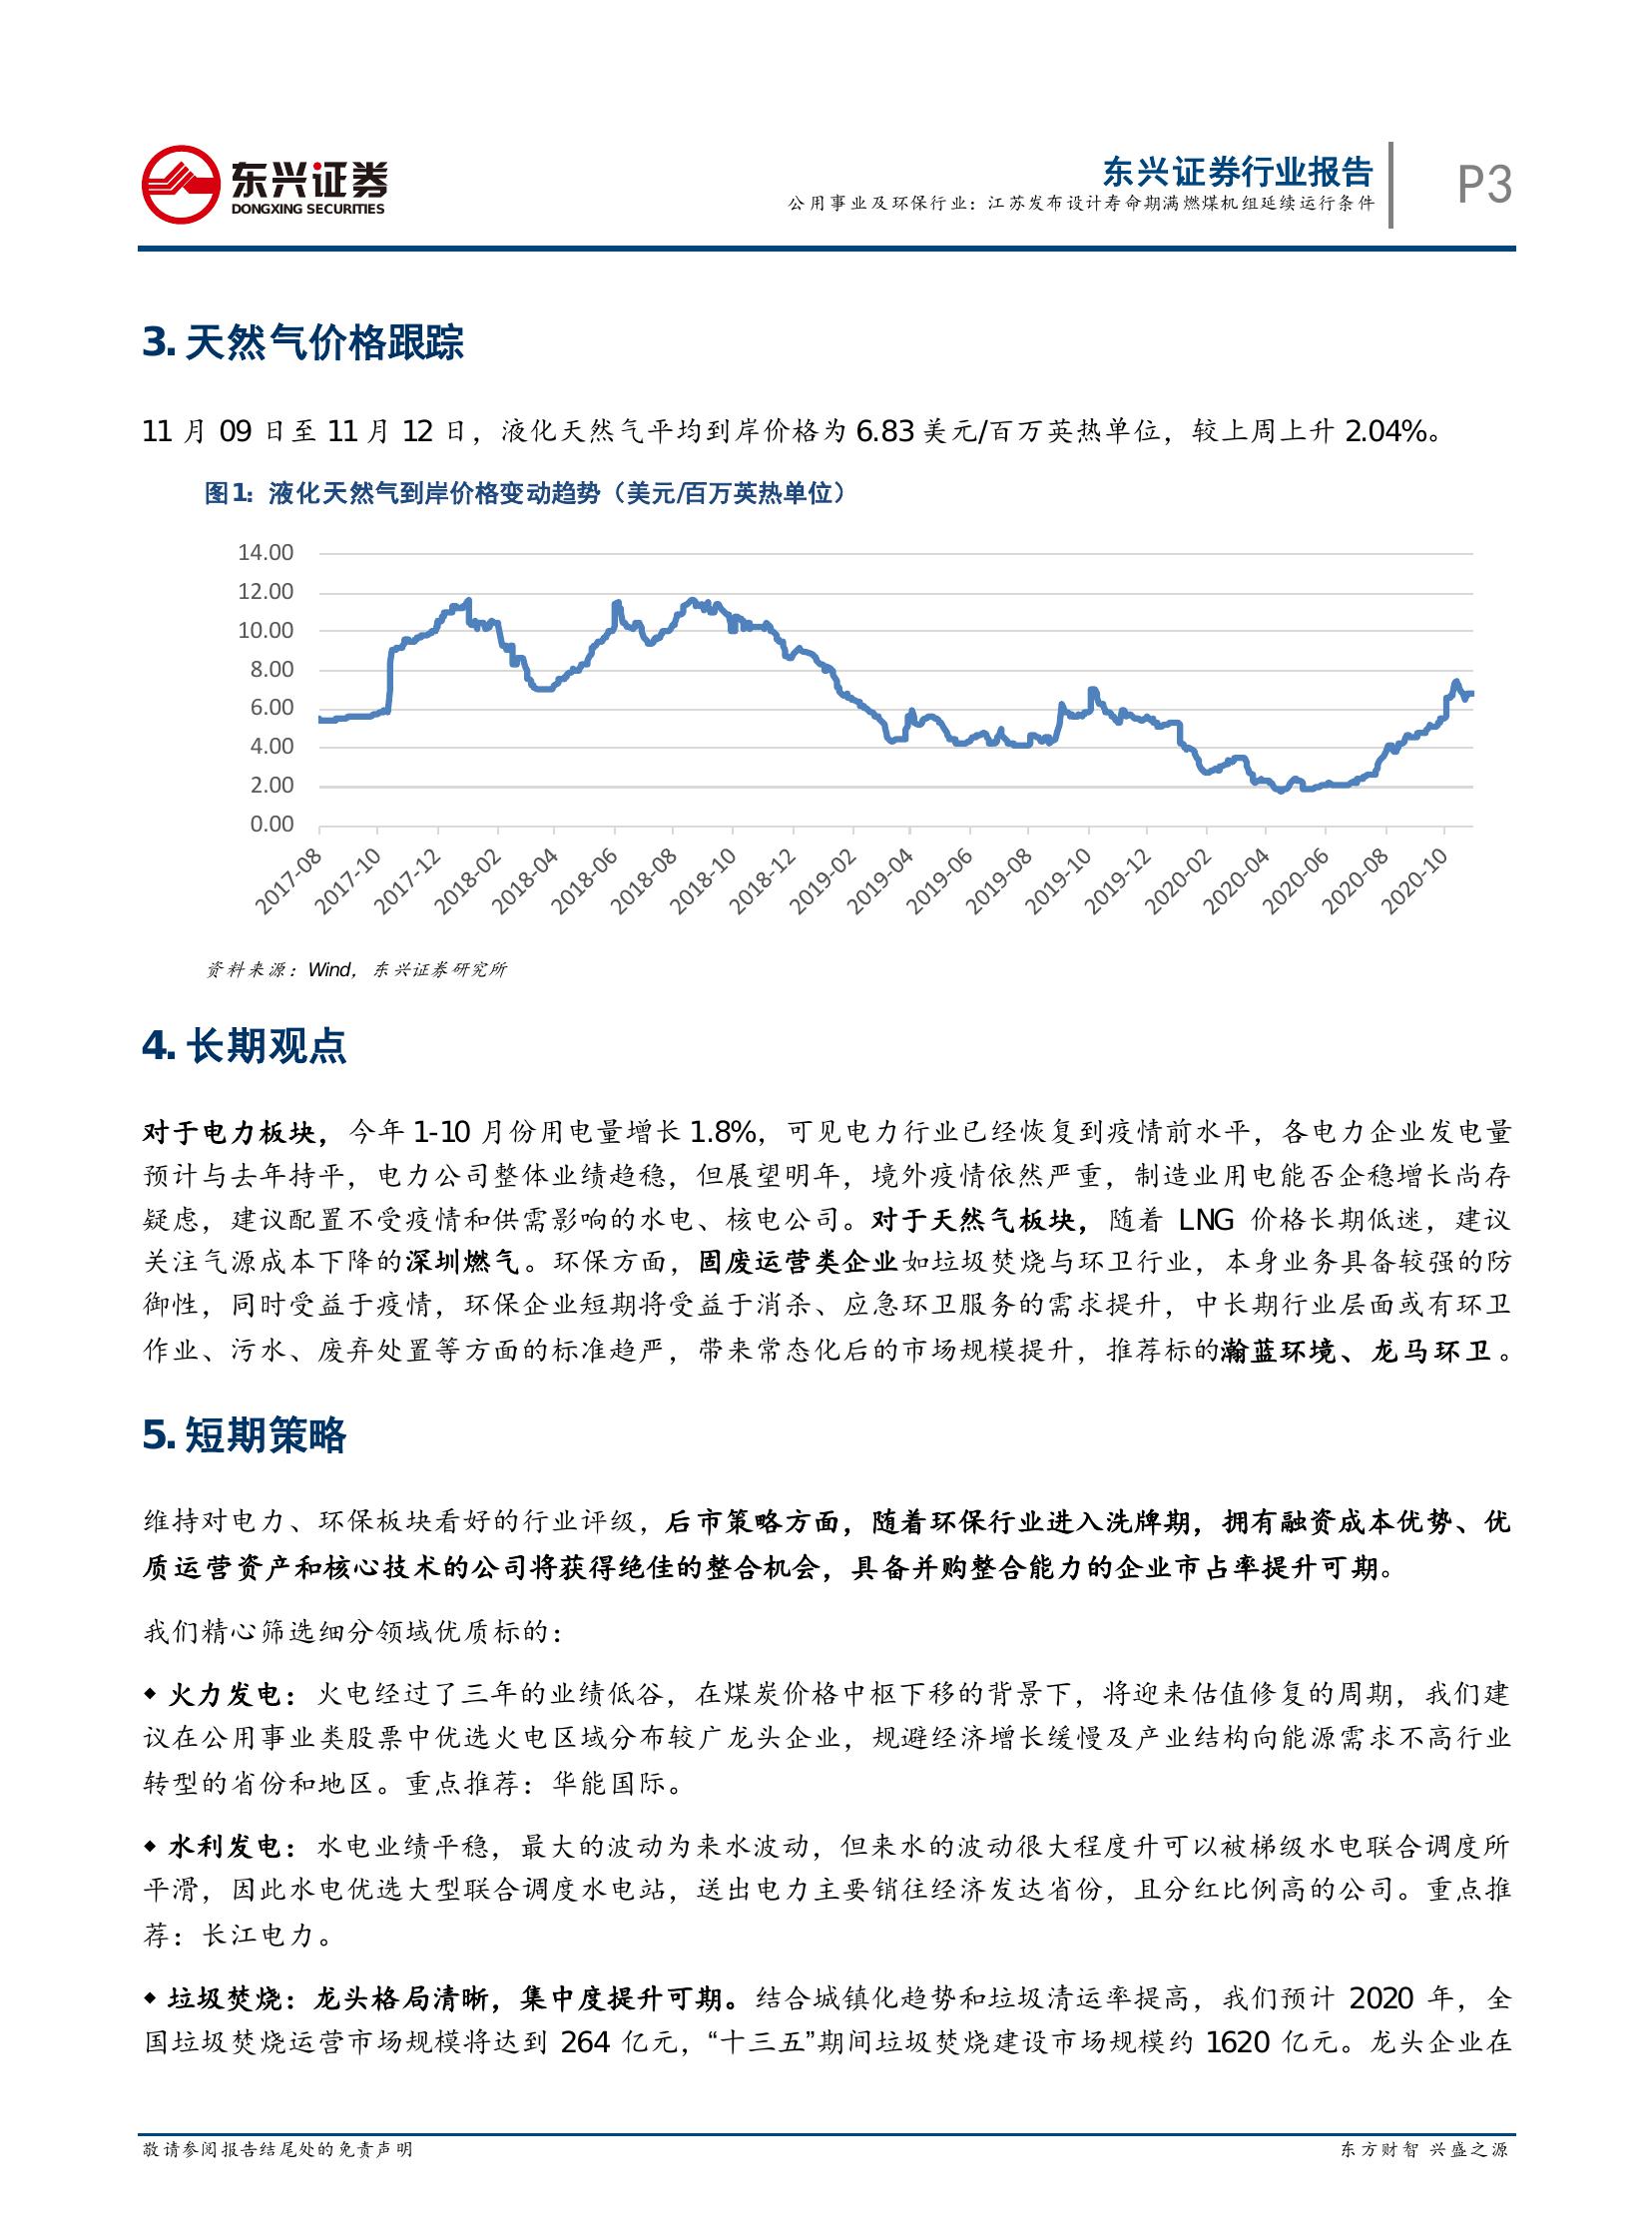 东兴证券
DONGXING SECURITIES
东兴证券行业报告
公用事业及环保行业：江苏发布设计寿命期满燃煤机组延续运行条件
P3
3. 天然气价格跟踪
11 月 09 日至 11 月 12 日，液化天然气平均到岸价格为 6.83 美元/百万英热单位，较上周上升 2.04%。
图1：液化天然气到岸价格变动趋势（美元/百万英热单位）
14.00
12.00
10.00
8.00
6.00
4.00
2.00
0.00
2017-08
2017-10
2017-12
2018-02
2018-04
2018-06
2018-08
2018-10
2018-12
2019-02
2019-04
2019-06
2019-08
2019-10
2019-12
2020-02
2020-04
2020-06
2020-08
2020-10
资料来源：Wind，东兴证券研究所
4. 长期观点
对于电力板块，今年 1-10 月份用电量增长 1.8%，可见电力行业已经恢复到疫情前水平，各电力企业发电量
预计与去年持平，电力公司整体业绩趋稳，但展望明年，境外疫情依然严重，制造业用电能否企稳增长尚存
疑虑，建议配置不受疫情和供需影响的水电、核电公司。对于天然气板块，随着 LNG 价格长期低迷，建议
关注气源成本下降的深圳燃气。环保方面，固废运营类企业如垃圾焚烧与环卫行业，本身业务具备较强的防
御性，同时受益于疫情，环保企业短期将受益于消杀、应急环卫服务的需求提升，中长期行业层面或有环卫
作业、污水、废弃处置等方面的标准趋严，带来常态化后的市场规模提升，推荐标的瀚蓝环境、龙马环卫。
5. 短期策略
维持对电力、环保板块看好的行业评级，后市策略方面，随着环保行业进入洗牌期，拥有融资成本优势、优
质运营资产和核心技术的公司将获得绝佳的整合机会，具备并购整合能力的企业市占率提升可期。
我们精心筛选细分领域优质标的：
◆ 火力发电：火电经过了三年的业绩低谷，在煤炭价格中枢下移的背景下，将迎来估值修复的周期，我们建
议在公用事业类股票中优选火电区域分布较广龙头企业，规避经济增长缓慢及产业结构向能源需求不高行业
转型的省份和地区。重点推荐：华能国际。
◆ 水利发电：水电业绩平稳，最大的波动为来水波动，但来水的波动很大程度升可以被梯级水电联合调度所
平滑，因此水电优选大型联合调度水电站，送出电力主要销往经济发达省份，且分红比例高的公司。重点推
荐：长江电力。
◆ 垃圾焚烧：龙头格局清晰，集中度提升可期。结合城镇化趋势和垃圾清运率提高，我们预计 2020 年，全
国垃圾焚烧运营市场规模将达到 264 亿元，“十三五”期间垃圾焚烧建设市场规模约 1620 亿元。龙头企业在
敬请参阅报告结尾处的免责声明
东方财智 兴盛之源